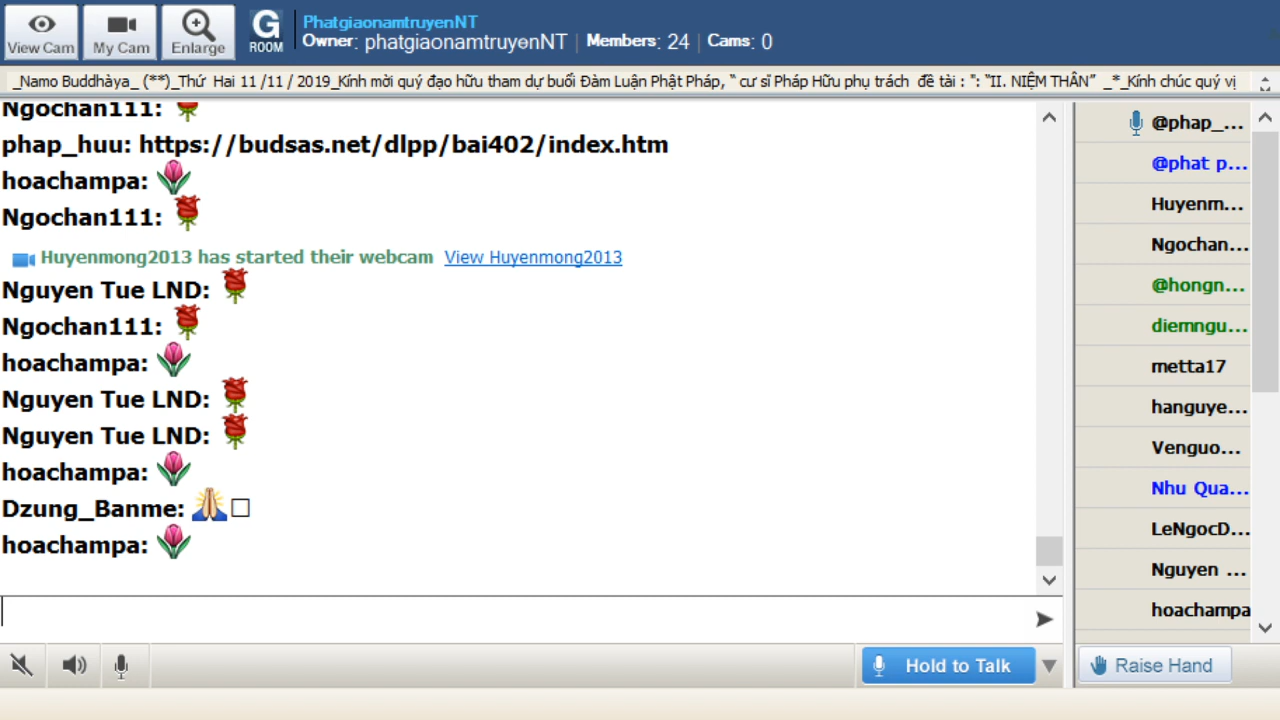 View Cam
My Cam
Enlarge
G
ROOM
PhatgiaonamtruyenNT
Owner: phatgiaonamtruyenNT | Members: 24 | Cams: 0
_Namo Buddhàya_ (**)_Thứ Hai 11 /11 / 2019_Kính mời quý đạo hữu tham dự buổi Đàm Luận Phật Pháp, “ cư sĩ Pháp Hữu phụ trách đề tài : ": “II. NIỆM THÂN” _*_Kính chúc quý vị
Ngochan111:
phap_huu: https://budsas.net/dlpp/bai402/index.htm
hoachampa:
Ngochan111:
Huyenmong2013 has started their webcam View Huyenmong2013
Nguyen Tue LND:
Ngochan111:
hoachampa:
Nguyen Tue LND:
Nguyen Tue LND:
hoachampa:
Dzung_Banme:
hoachampa:
@phap_...
@phat p...
Huyenm...
Ngochan...
@hongn...
diemngu...
metta17
hanguye...
Venguo...
Nhu Qua...
LeNgocD...
Nguyen ...
hoachampa
Hold to Talk
Raise Hand